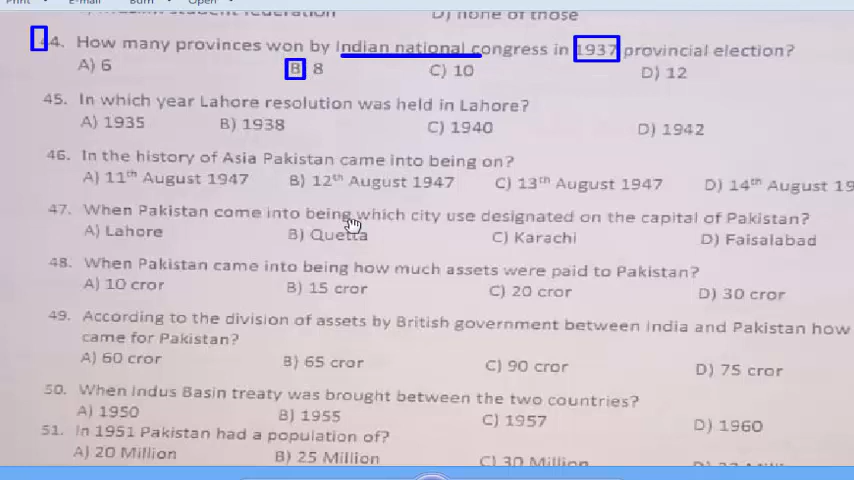 Print E-mail Burn Open
D) none of those
44. How many provinces won by Indian national congress in 1937 provincial election?
A) 6 B) 8 C) 10 D) 12
45. In which year Lahore resolution was held in Lahore?
A) 1935 B) 1938 C) 1940 D) 1942
46. In the history of Asia Pakistan came into being on?
A) 11th August 1947 B) 12th August 1947 C) 13th August 1947 D) 14th August 19
47. When Pakistan come into being which city use designated on the capital of Pakistan?
A) Lahore B) Quetta C) Karachi D) Faisalabad
48. When Pakistan came into being how much assets were paid to Pakistan?
A) 10 cror B) 15 cror C) 20 cror D) 30 cror
49. According to the division of assets by British government between India and Pakistan how
came for Pakistan?
A) 60 cror B) 65 cror C) 90 cror D) 75 cror
50. When Indus Basin treaty was brought between the two countries?
A) 1950 B) 1955 C) 1957 D) 1960
51. In 1951 Pakistan had a population of?
A) 20 Million B) 25 Million C) 30 Million